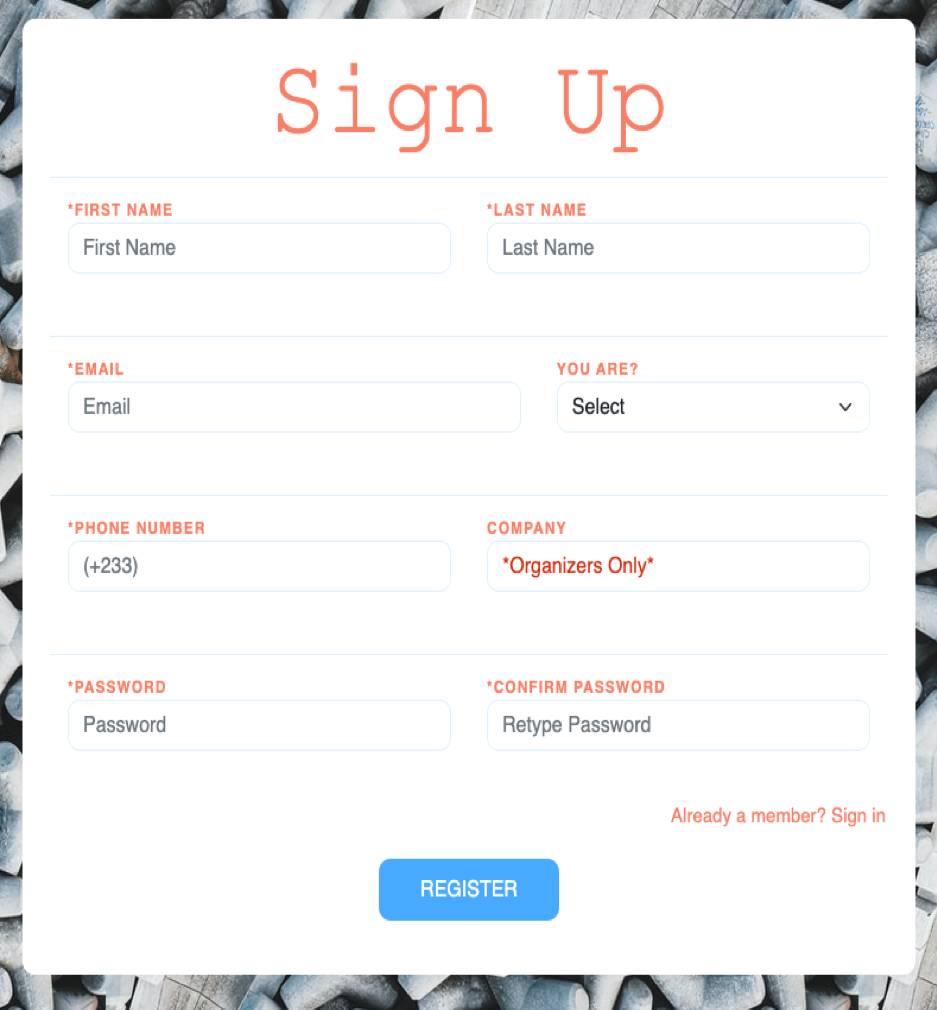 Sign Up
*FIRST NAME
*LAST NAME
First Name
Last Name
*EMAIL
YOU ARE?
Email
Select
*PHONE NUMBER
COMPANY
(+233)
*Organizers Only*
*PASSWORD
*CONFIRM PASSWORD
Password
Retype Password
Already a member? Sign in
REGISTER